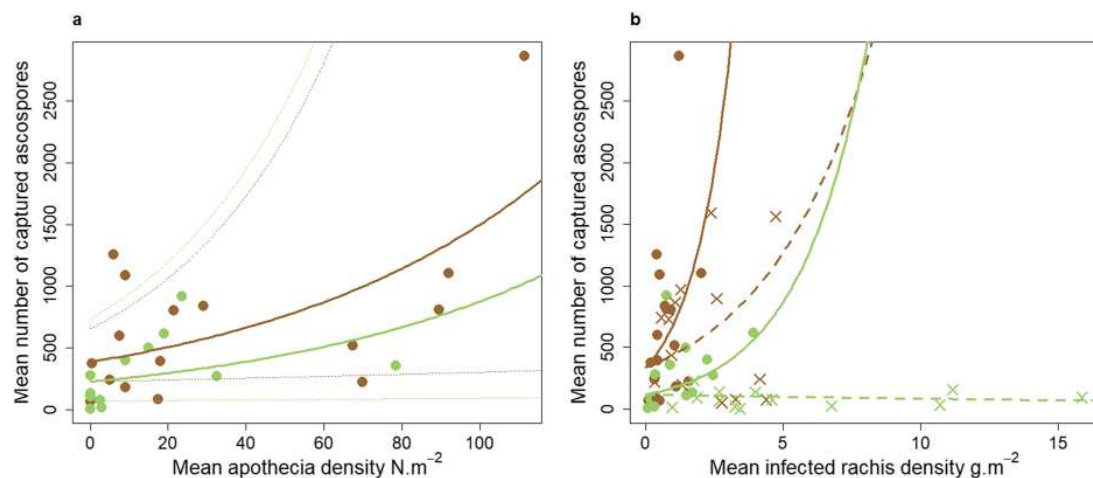 a
Mean number of captured ascospores
0 500 1000 1500 2000 2500
0 20 40 60 80 100
Mean apothecia density N.m⁻²
b
Mean number of captured ascospores
0 500 1000 1500 2000 2500
0 5 10 15
Mean infected rachis density g.m⁻²